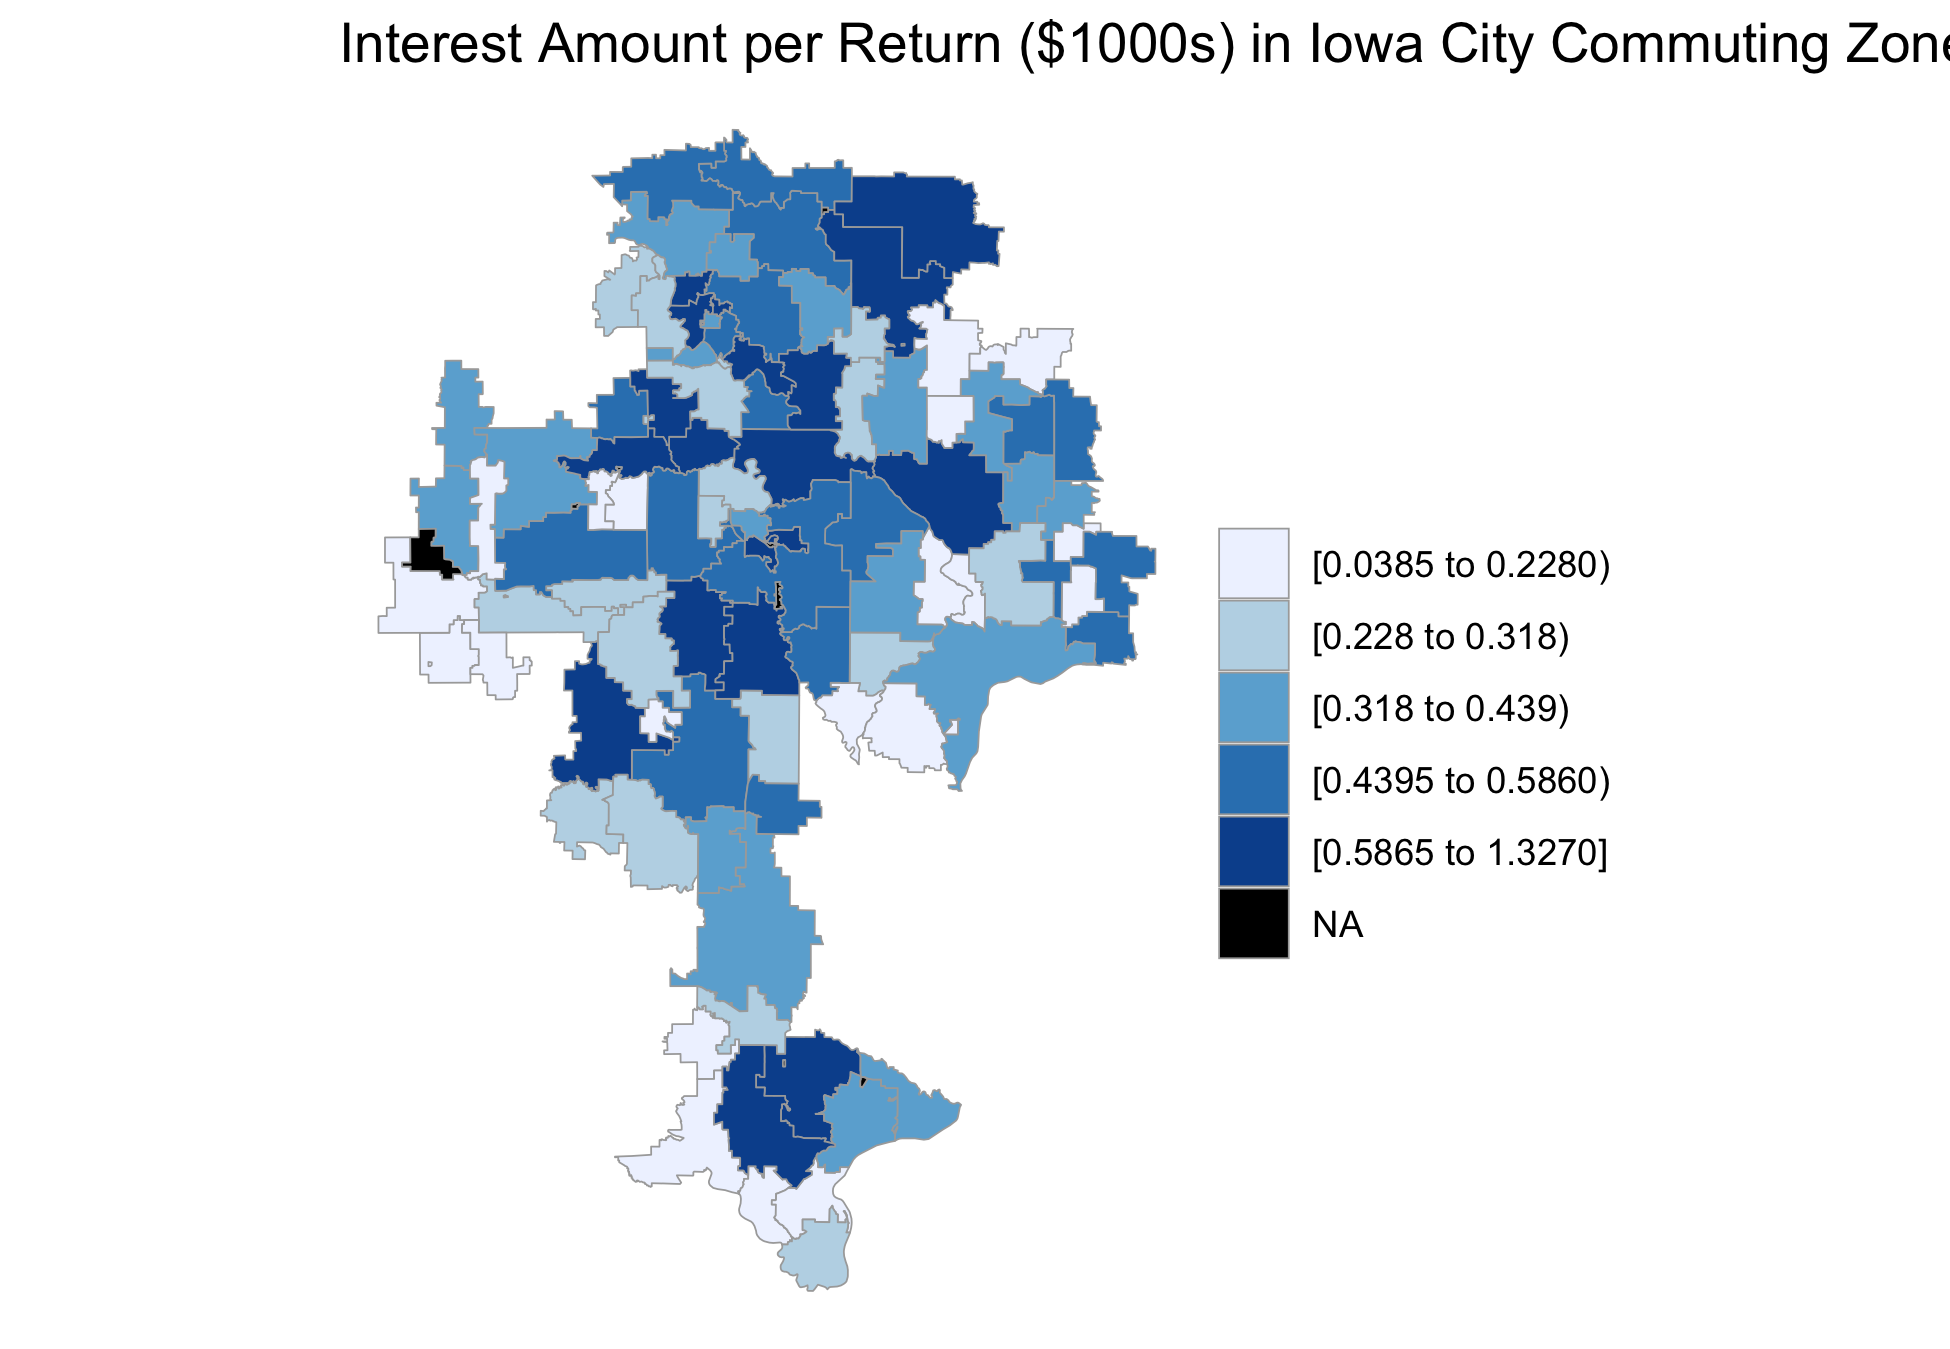 Interest Amount per Return ($1000s) in Iowa City Commuting Zone
[0.0385 to 0.2280)
[0.228 to 0.318)
[0.318 to 0.439)
[0.4395 to 0.5860)
[0.5865 to 1.3270]
NA